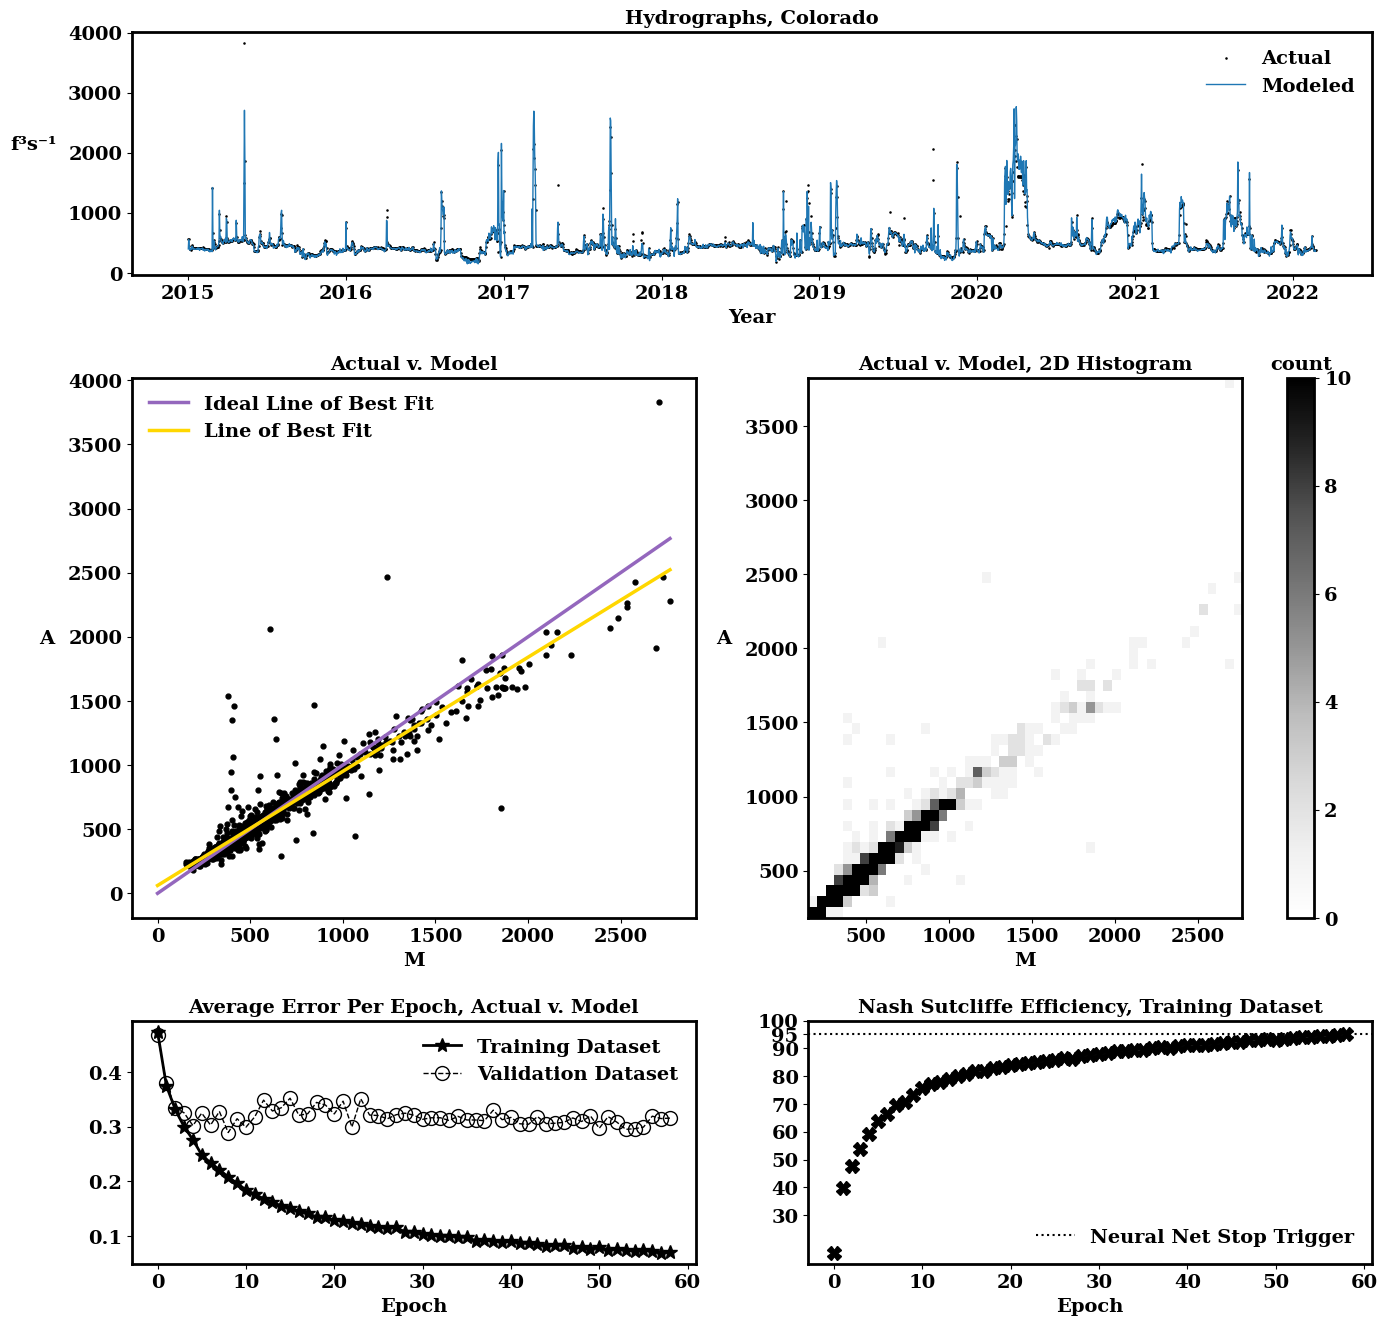 Hydrographs, Colorado
4000
3000
2000
1000
0
f³s⁻¹
Actual
Modeled
2015 2016 2017 2018 2019 2020 2021 2022
Year
Actual v. Model
4000
3500
3000
2500
2000
1500
1000
500
0
A
Ideal Line of Best Fit
Line of Best Fit
0 500 1000 1500 2000 2500
M
Actual v. Model, 2D Histogram
3500
3000
2500
2000
1500
1000
500
A
500 1000 1500 2000 2500
M
count
10
8
6
4
2
0
Average Error Per Epoch, Actual v. Model
0.4
0.3
0.2
0.1
Training Dataset
Validation Dataset
0 10 20 30 40 50 60
Epoch
Nash Sutcliffe Efficiency, Training Dataset
100
95
90
80
70
60
50
40
30
Neural Net Stop Trigger
0 10 20 30 40 50 60
Epoch